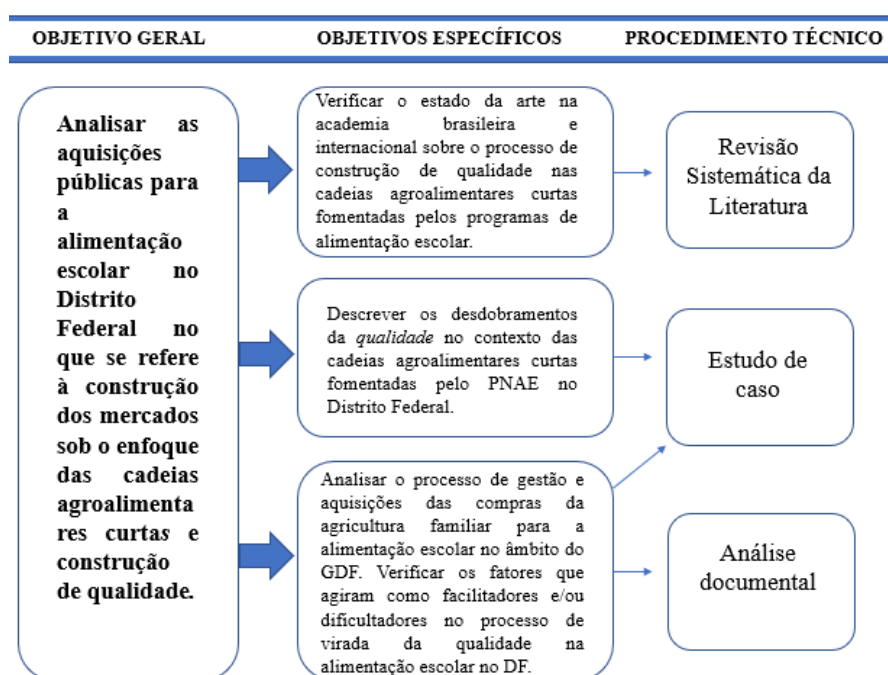 OBJETIVO GERAL
OBJETIVOS ESPECÍFICOS
PROCEDIMENTO TÉCNICO
Analisar as
aquisições
públicas para
a
alimentação
escolar no
Distrito
Federal no
que se refere
à construção
dos mercados
sob o enfoque
das cadeias
agroalimenta
res curtas e
construção
de qualidade.
Verificar o estado da arte na
academia brasileira e
internacional sobre o processo de
construção de qualidade nas
cadeias agroalimentares curtas
fomentadas pelos programas de
alimentação escolar.
Revisão
Sistemática da
Literatura
Descrever os desdobramentos
da qualidade no contexto das
cadeias agroalimentares curtas
fomentadas pelo PNAE no
Distrito Federal.
Estudo de
caso
Analisar o processo de gestão e
aquisições das compras da
agricultura familiar para a
alimentação escolar no âmbito do
GDF. Verificar os fatores que
agiram como facilitadores e/ou
dificultadores no processo de
virada da qualidade na
alimentação escolar no DF.
Análise
documental